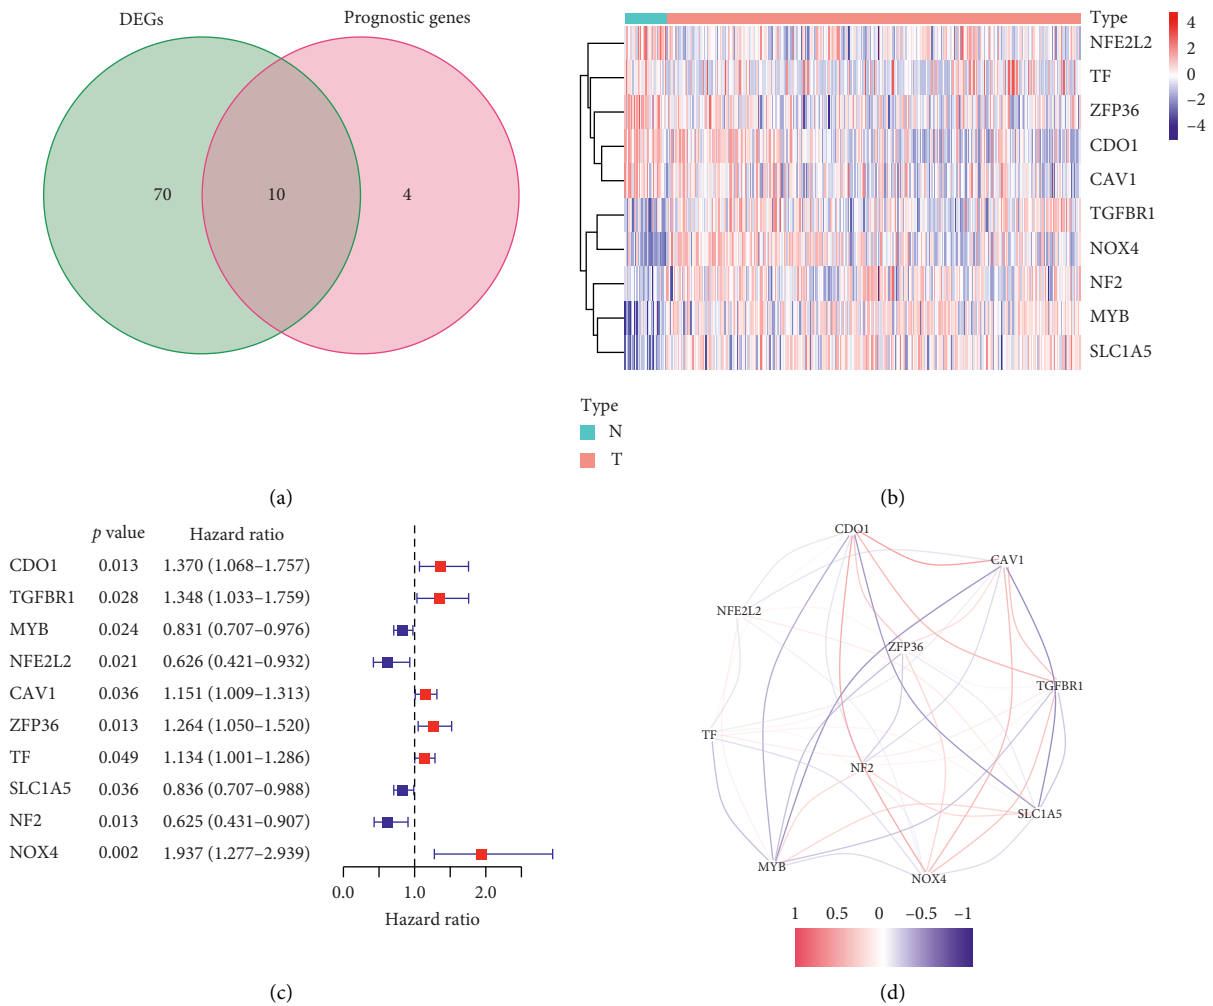 DEGs
Prognostic genes
70
10
4
(a)
Type
NFE2L2
TF
ZFP36
CDO1
CAV1
TGFBR1
NOX4
NF2
MYB
SLC1A5
4
2
0
−2
−4
Type
N
T
(b)
p value Hazard ratio
CDO1 0.013 1.370 (1.068–1.757)
TGFBR1 0.028 1.348 (1.033–1.759)
MYB 0.024 0.831 (0.707–0.976)
NFE2L2 0.021 0.626 (0.421–0.932)
CAV1 0.036 1.151 (1.009–1.313)
ZFP36 0.013 1.264 (1.050–1.520)
TF 0.049 1.134 (1.001–1.286)
SLC1A5 0.036 0.836 (0.707–0.988)
NF2 0.013 0.625 (0.431–0.907)
NOX4 0.002 1.937 (1.277–2.939)
0.0 1.0 2.0
Hazard ratio
(c)
CDO1
CAV1
NFE2L2
ZFP36
TGFBR1
TF
NF2
SLC1A5
MYB
NOX4
1 0.5 0 −0.5 −1
(d)